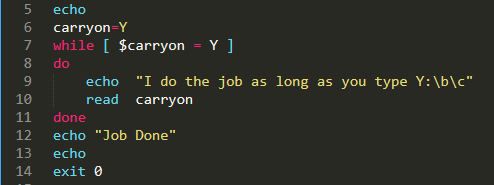 5 echo
6 carryon=Y
7 while [ $carryon = Y ]
8 do
9     echo  "I do the job as long as you type Y:\b\c"
10     read  carryon
11 done
12 echo "Job Done"
13 echo
14 exit 0